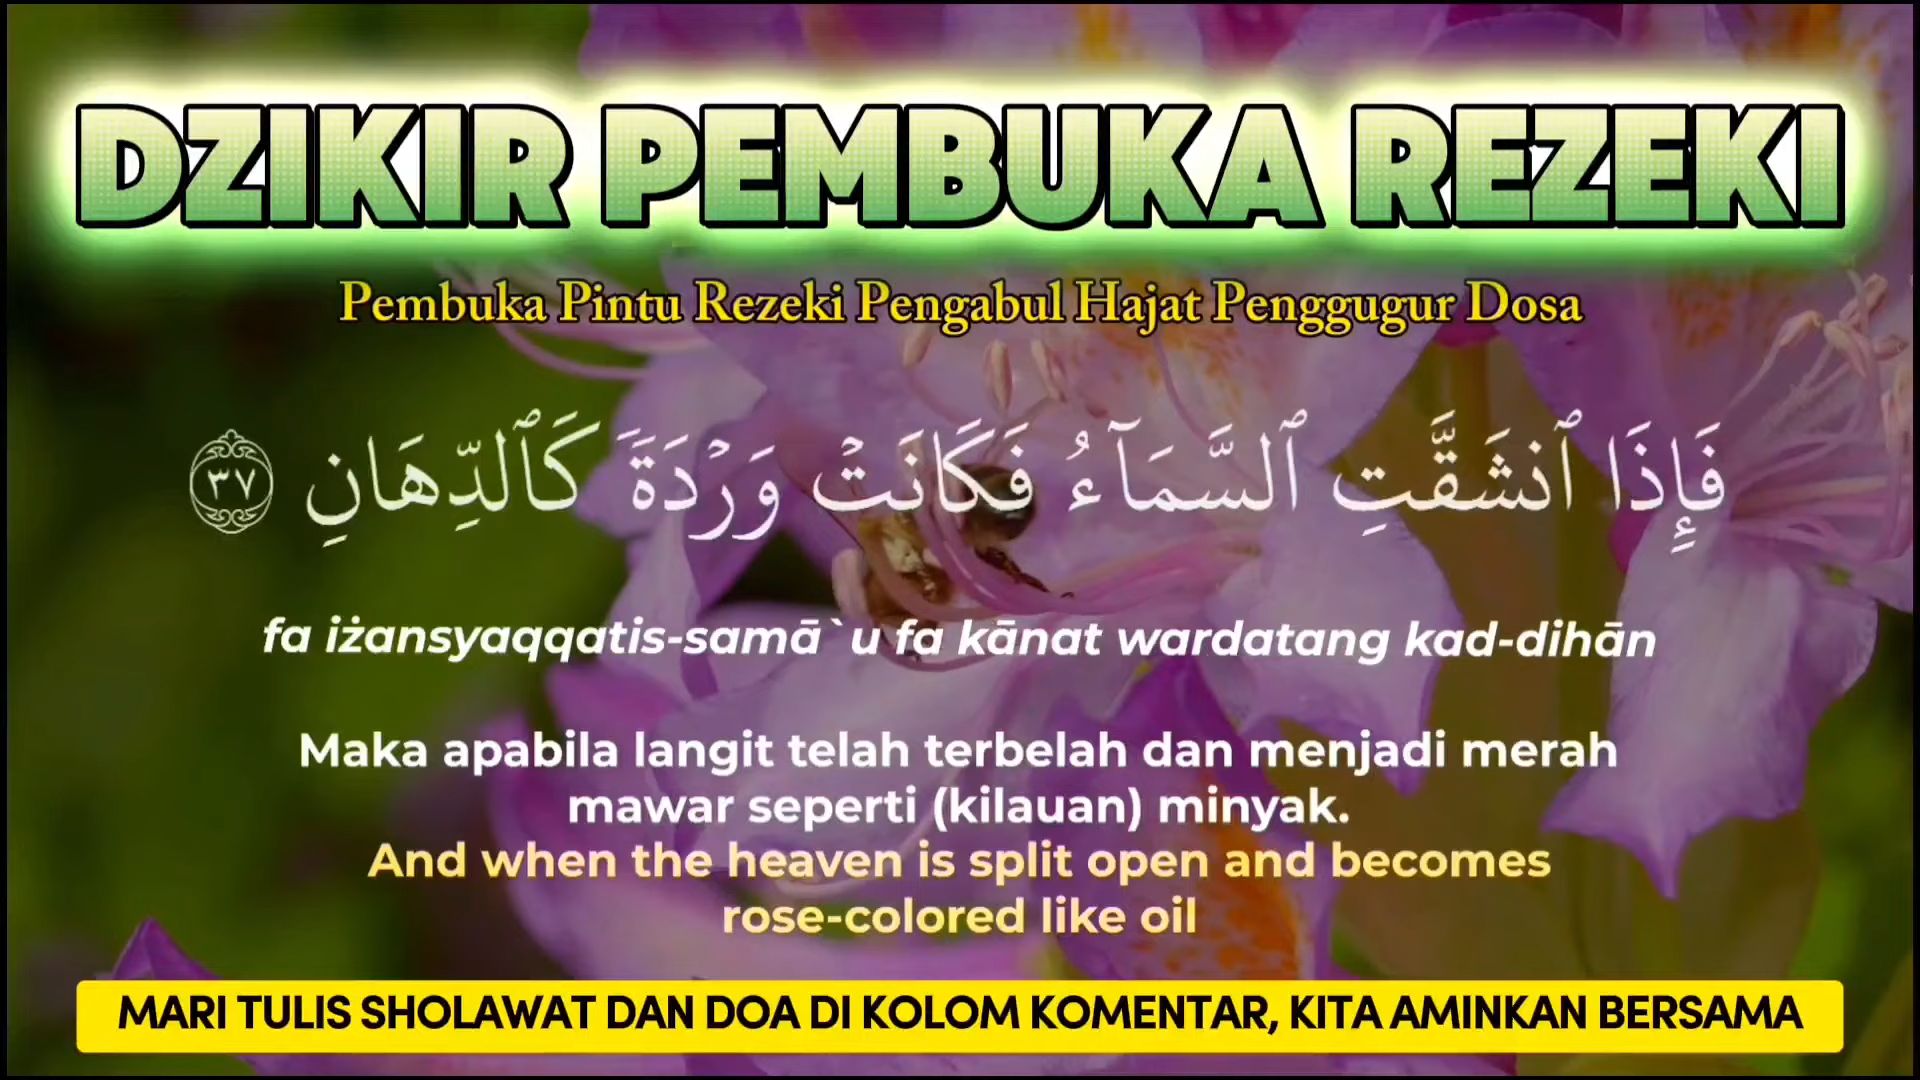 DZIKIR PEMBUKA REZEKI
Pembuka Pintu Rezeki Pengabul Hajat Penggugur Dosa
فَإِذَا ٱنشَقَّتِ ٱلسَّمَآءُ فَكَانَتْ وَرْدَةً كَٱلدِّهَانِ ٣٧
fa iżansyaqqatis-samā`u fa kānat wardatang kad-dihān
Maka apabila langit telah terbelah dan menjadi merah
mawar seperti (kilauan) minyak.
And when the heaven is split open and becomes
rose-colored like oil
MARI TULIS SHOLAWAT DAN DOA DI KOLOM KOMENTAR, KITA AMINKAN BERSAMA